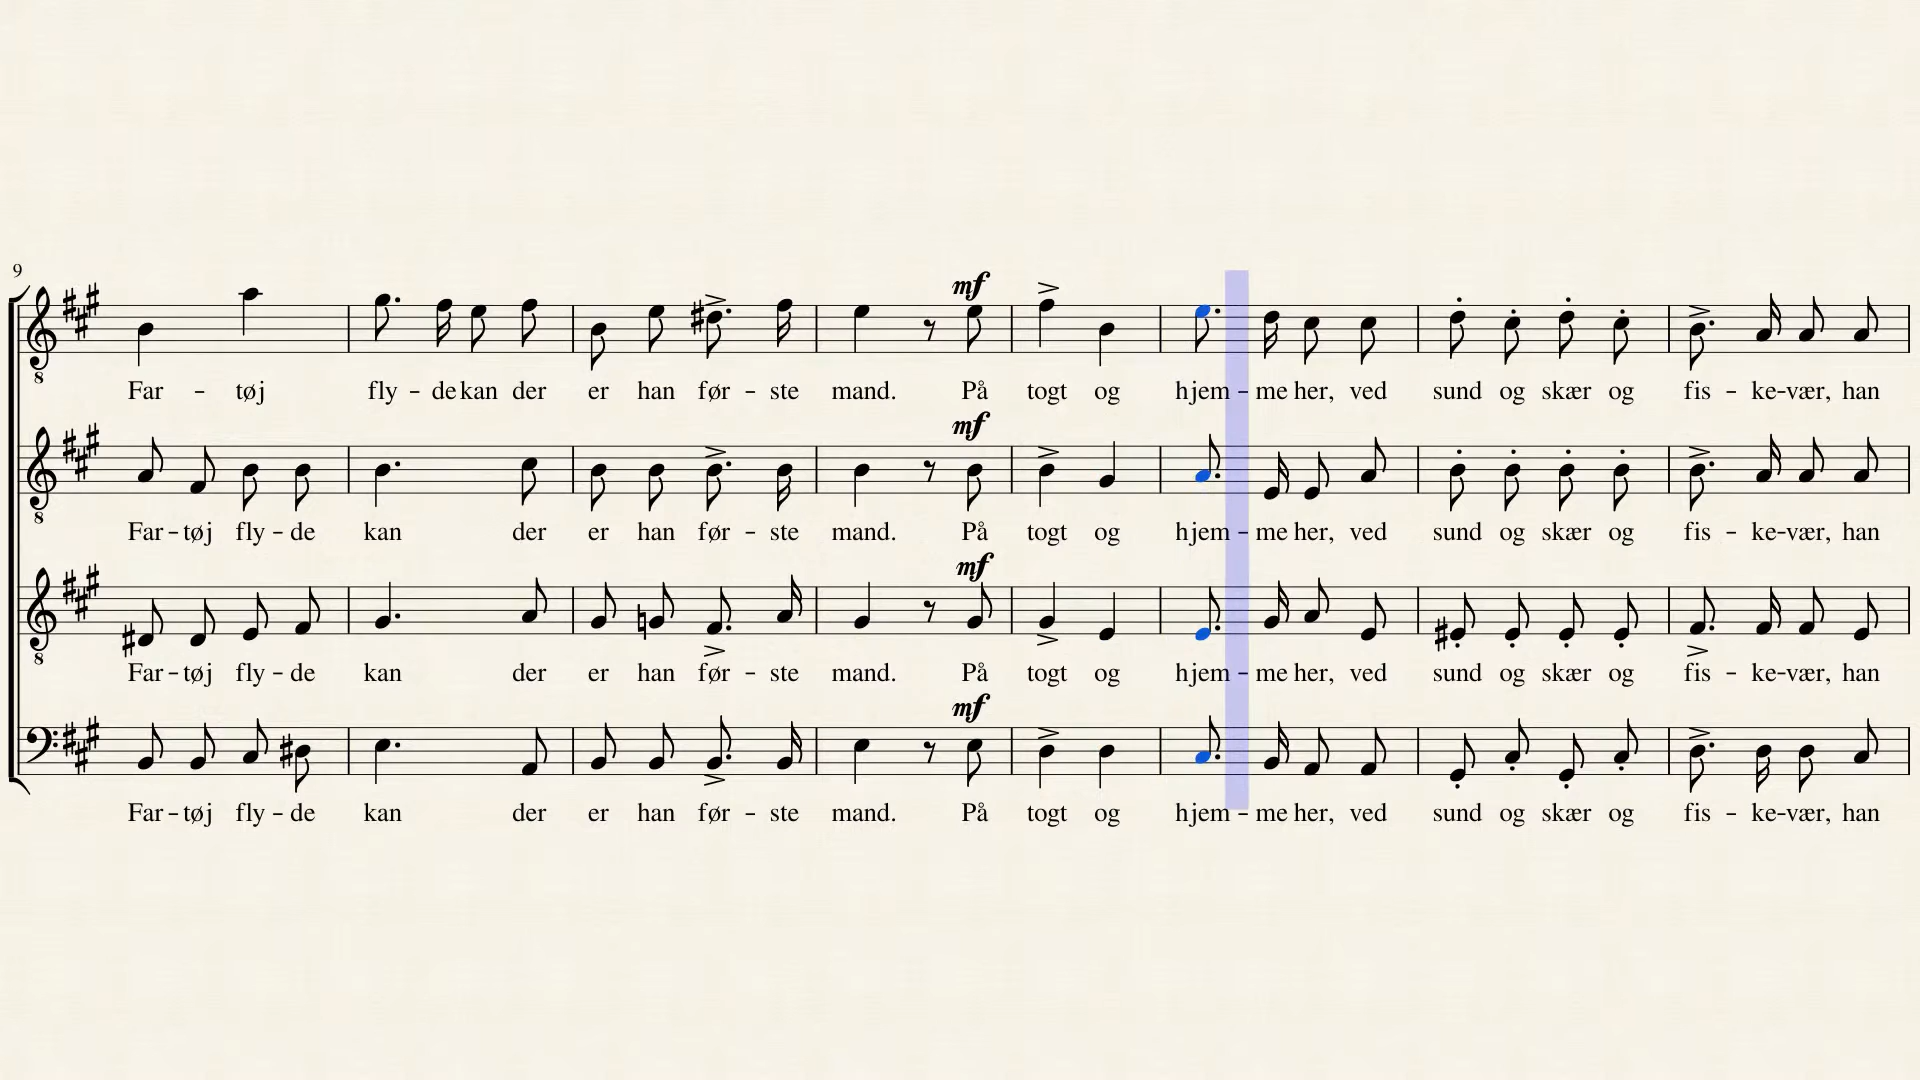 9
mf
Far - tøj fly - de kan der er han før - ste mand. På togt og hjem - me her, ved sund og skær og fis - ke-vær, han
mf
Far - tøj fly - de kan der er han før - ste mand. På togt og hjem - me her, ved sund og skær og fis - ke-vær, han
mf
Far - tøj fly - de kan der er han før - ste mand. På togt og hjem - me her, ved sund og skær og fis - ke-vær, han
mf
Far - tøj fly - de kan der er han før - ste mand. På togt og hjem - me her, ved sund og skær og fis - ke-vær, han